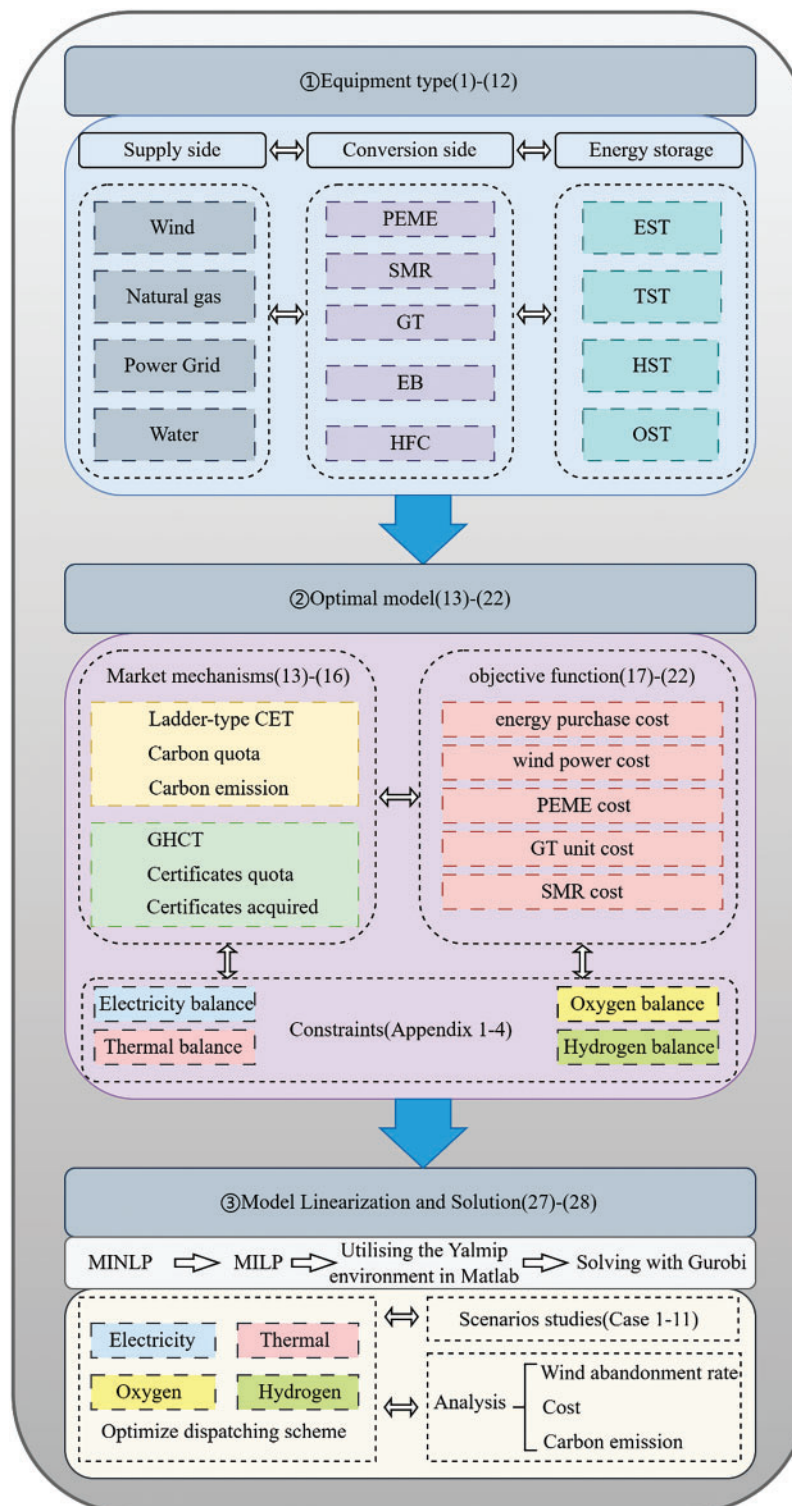 ①Equipment type(1)-(12)
Supply side
Conversion side
Energy storage
Wind
Natural gas
Power Grid
Water
PEME
SMR
GT
EB
HFC
EST
TST
HST
OST
②Optimal model(13)-(22)
Market mechanisms(13)-(16)
Ladder-type CET
Carbon quota
Carbon emission
GHCT
Certificates quota
Certificates acquired
objective function(17)-(22)
energy purchase cost
wind power cost
PEME cost
GT unit cost
SMR cost
Electricity balance
Thermal balance
Constraints(Appendix 1-4)
Oxygen balance
Hydrogen balance
③Model Linearization and Solution(27)-(28)
MINLP
MILP
Utilising the Yalmip
environment in Matlab
Solving with Gurobi
Electricity
Thermal
Oxygen
Hydrogen
Optimize dispatching scheme
Scenarios studies(Case 1-11)
Analysis
Wind abandonment rate
Cost
Carbon emission